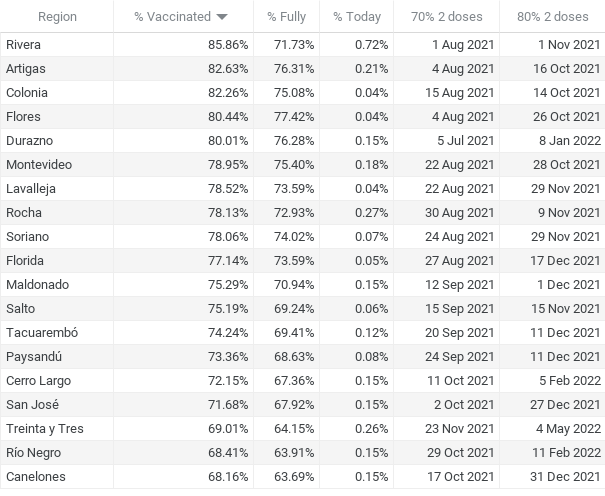 Region % Vaccinated % Fully % Today 70% 2 doses 80% 2 doses
Rivera 85.86% 71.73% 0.72% 1 Aug 2021 1 Nov 2021
Artigas 82.63% 76.31% 0.21% 4 Aug 2021 16 Oct 2021
Colonia 82.26% 75.08% 0.04% 15 Aug 2021 14 Oct 2021
Flores 80.44% 77.42% 0.04% 4 Aug 2021 26 Oct 2021
Durazno 80.01% 76.28% 0.15% 5 Jul 2021 8 Jan 2022
Montevideo 78.95% 75.40% 0.18% 22 Aug 2021 28 Oct 2021
Lavalleja 78.52% 73.59% 0.04% 22 Aug 2021 29 Nov 2021
Rocha 78.13% 72.93% 0.27% 30 Aug 2021 9 Nov 2021
Soriano 78.06% 74.02% 0.07% 24 Aug 2021 29 Nov 2021
Florida 77.14% 73.59% 0.05% 27 Aug 2021 17 Dec 2021
Maldonado 75.29% 70.94% 0.15% 12 Sep 2021 1 Dec 2021
Salto 75.19% 69.24% 0.06% 15 Sep 2021 15 Nov 2021
Tacuarembó 74.24% 69.41% 0.12% 20 Sep 2021 11 Dec 2021
Paysandú 73.36% 68.63% 0.08% 24 Sep 2021 11 Dec 2021
Cerro Largo 72.15% 67.36% 0.15% 11 Oct 2021 5 Feb 2022
San José 71.68% 67.92% 0.15% 2 Oct 2021 27 Dec 2021
Treinta y Tres 69.01% 64.15% 0.26% 23 Nov 2021 4 May 2022
Río Negro 68.41% 63.91% 0.15% 29 Oct 2021 11 Feb 2022
Canelones 68.16% 63.69% 0.15% 17 Oct 2021 31 Dec 2021